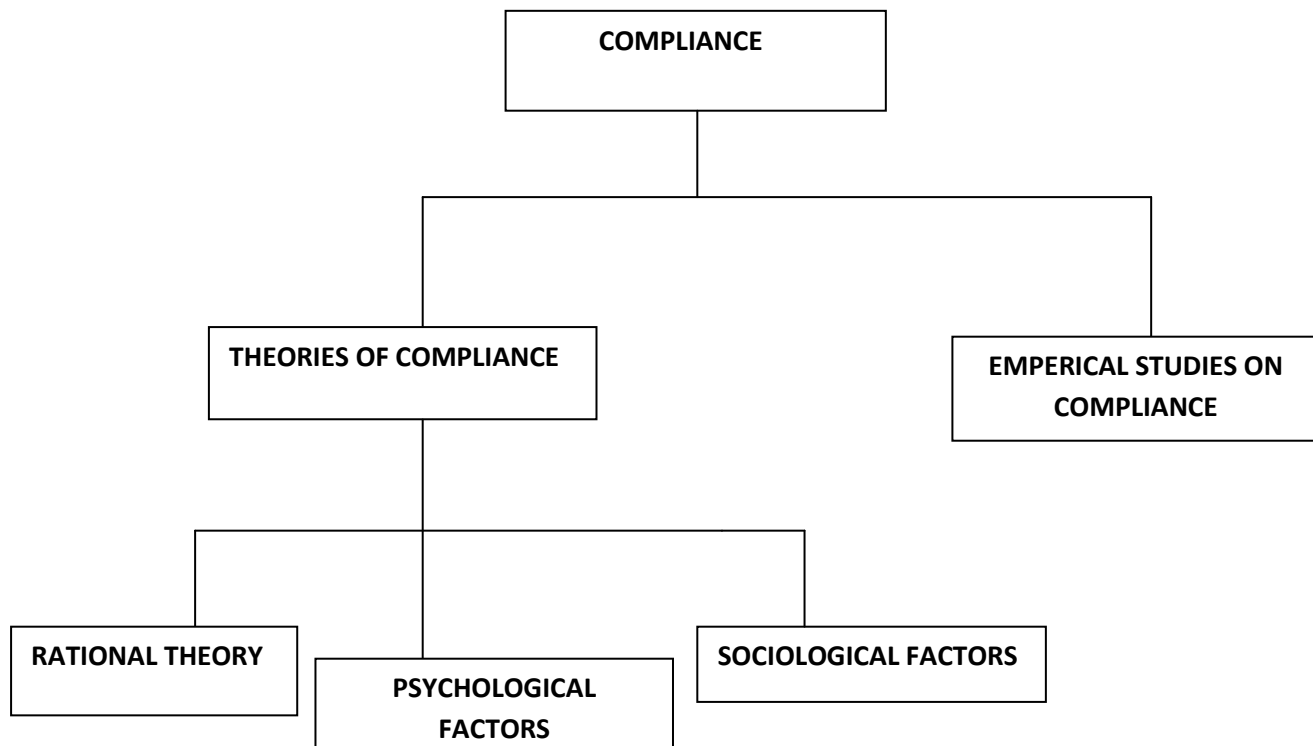 COMPLIANCE
THEORIES OF COMPLIANCE
EMPERICAL STUDIES ON
COMPLIANCE
RATIONAL THEORY
PSYCHOLOGICAL
FACTORS
SOCIOLOGICAL FACTORS